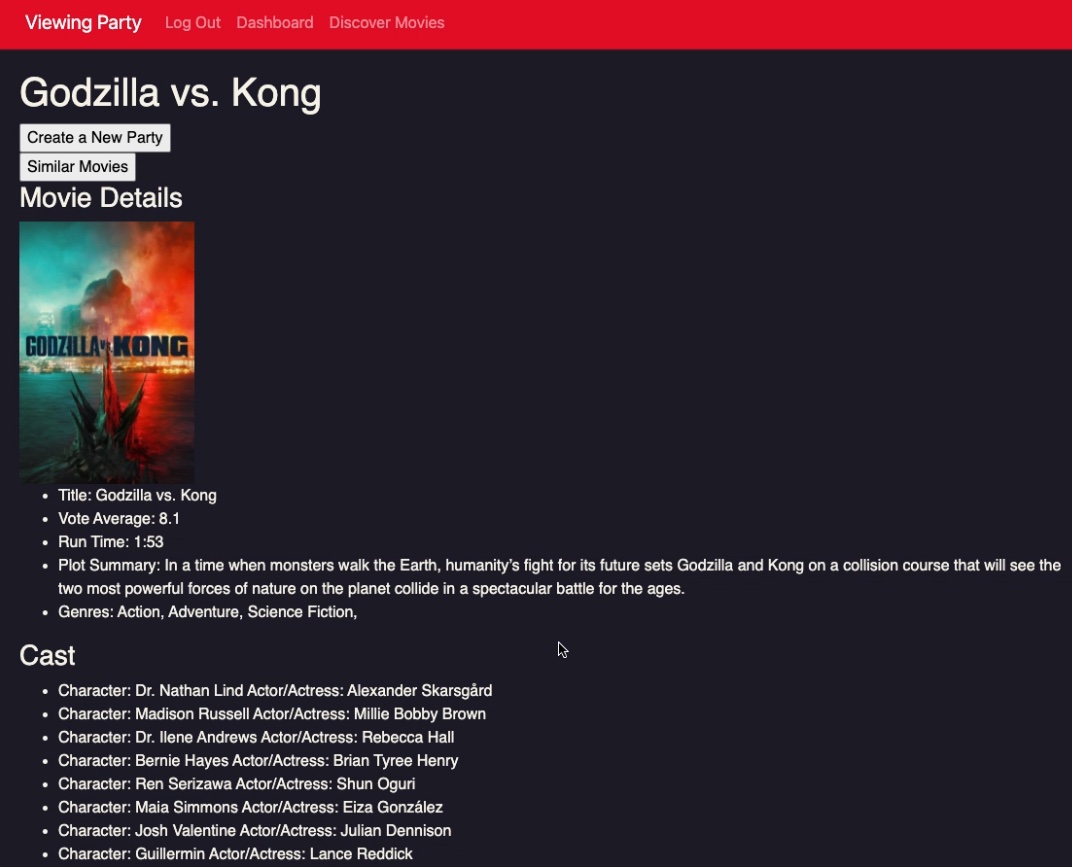 Viewing Party Log Out Dashboard Discover Movies
Godzilla vs. Kong
Create a New Party
Similar Movies
Movie Details
GODZILLA vs KONG
• Title: Godzilla vs. Kong
• Vote Average: 8.1
• Run Time: 1:53
• Plot Summary: In a time when monsters walk the Earth, humanity’s fight for its future sets Godzilla and Kong on a collision course that will see the
two most powerful forces of nature on the planet collide in a spectacular battle for the ages.
• Genres: Action, Adventure, Science Fiction,
Cast
• Character: Dr. Nathan Lind Actor/Actress: Alexander Skarsgård
• Character: Madison Russell Actor/Actress: Millie Bobby Brown
• Character: Dr. Ilene Andrews Actor/Actress: Rebecca Hall
• Character: Bernie Hayes Actor/Actress: Brian Tyree Henry
• Character: Ren Serizawa Actor/Actress: Shun Oguri
• Character: Maia Simmons Actor/Actress: Eiza González
• Character: Josh Valentine Actor/Actress: Julian Dennison
• Character: Guillermin Actor/Actress: Lance Reddick